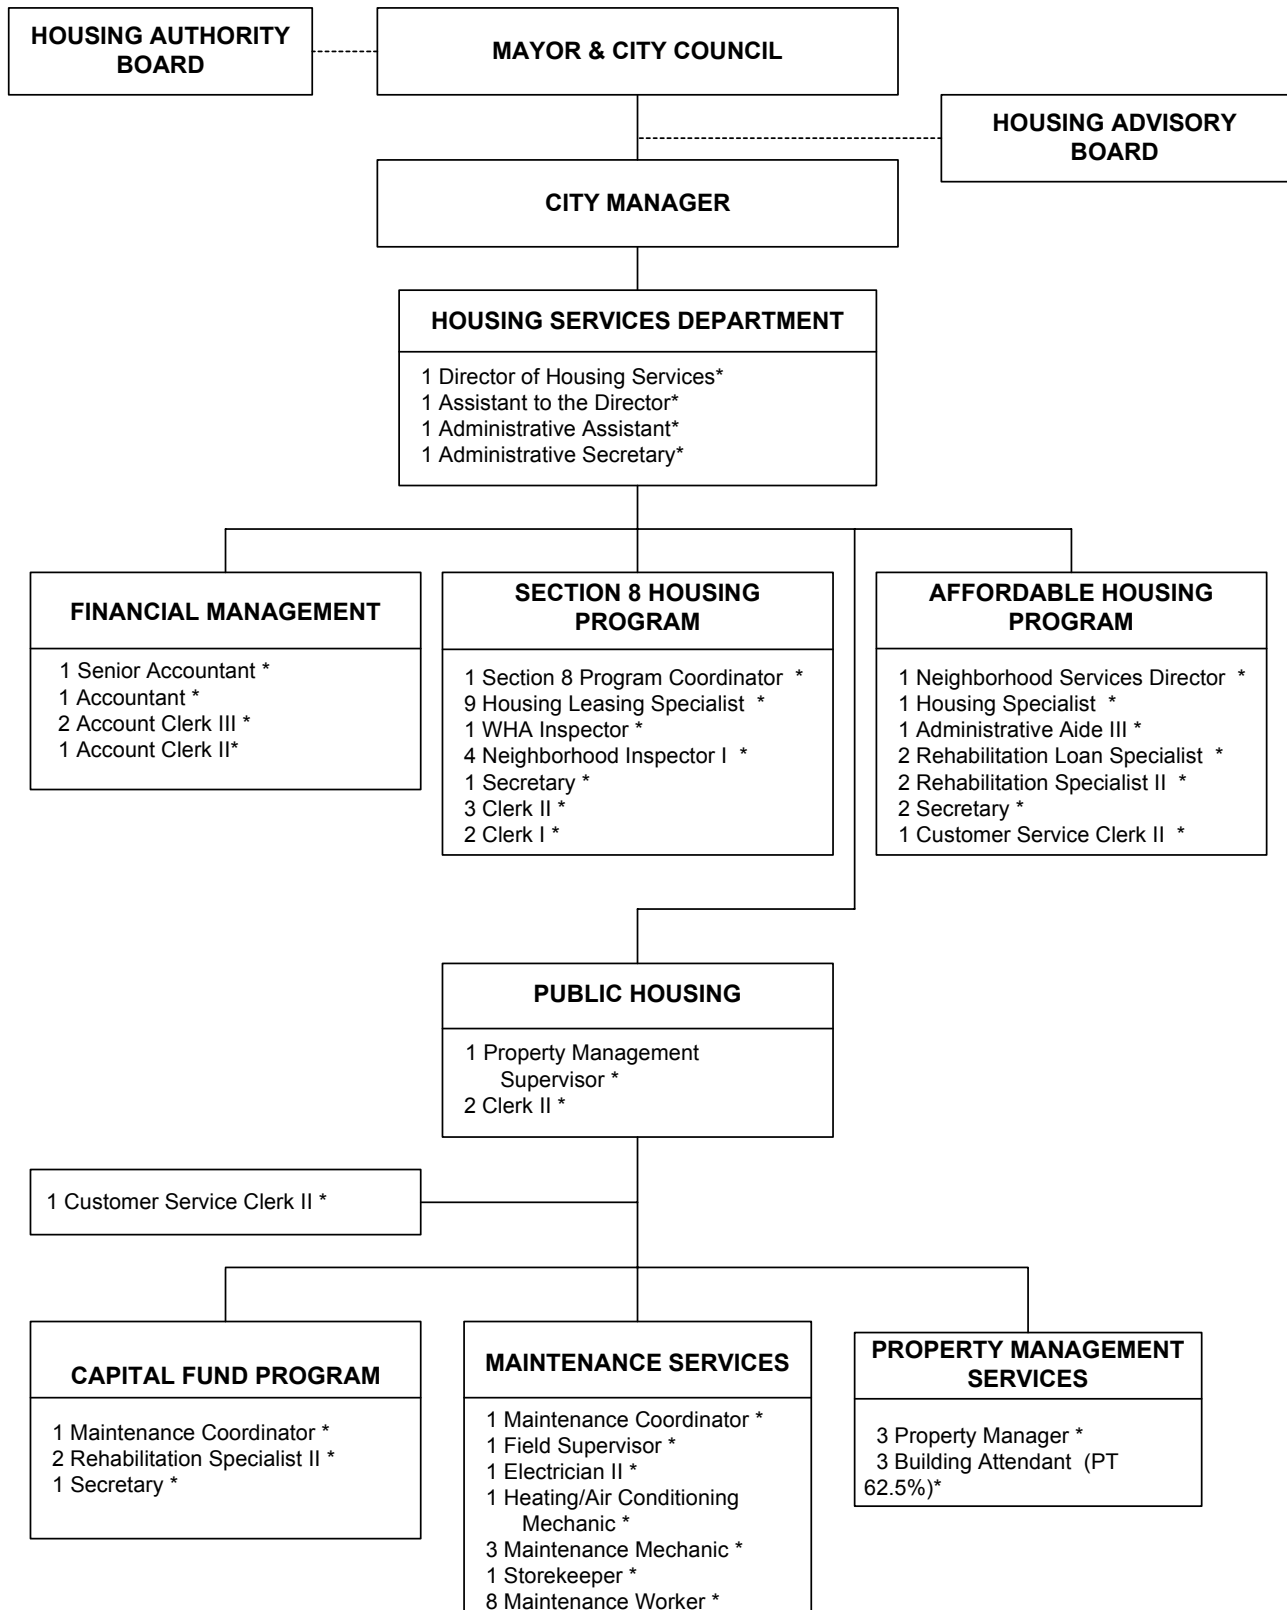 HOUSING AUTHORITY
BOARD
MAYOR & CITY COUNCIL
HOUSING ADVISORY
BOARD
CITY MANAGER
HOUSING SERVICES DEPARTMENT
1 Director of Housing Services*
1 Assistant to the Director*
1 Administrative Assistant*
1 Administrative Secretary*
FINANCIAL MANAGEMENT
1 Senior Accountant *
1 Accountant *
2 Account Clerk III *
1 Account Clerk II*
SECTION 8 HOUSING
PROGRAM
1 Section 8 Program Coordinator *
9 Housing Leasing Specialist *
1 WHA Inspector *
4 Neighborhood Inspector I *
1 Secretary *
3 Clerk II *
2 Clerk I *
AFFORDABLE HOUSING
PROGRAM
1 Neighborhood Services Director *
1 Housing Specialist *
1 Administrative Aide III *
2 Rehabilitation Loan Specialist *
2 Rehabilitation Specialist II *
2 Secretary *
1 Customer Service Clerk II *
PUBLIC HOUSING
1 Property Management
Supervisor *
2 Clerk II *
1 Customer Service Clerk II *
CAPITAL FUND PROGRAM
1 Maintenance Coordinator *
2 Rehabilitation Specialist II *
1 Secretary *
MAINTENANCE SERVICES
1 Maintenance Coordinator *
1 Field Supervisor *
1 Electrician II *
1 Heating/Air Conditioning
Mechanic *
3 Maintenance Mechanic *
1 Storekeeper *
8 Maintenance Worker *
PROPERTY MANAGEMENT
SERVICES
3 Property Manager *
3 Building Attendant (PT
62.5%)*